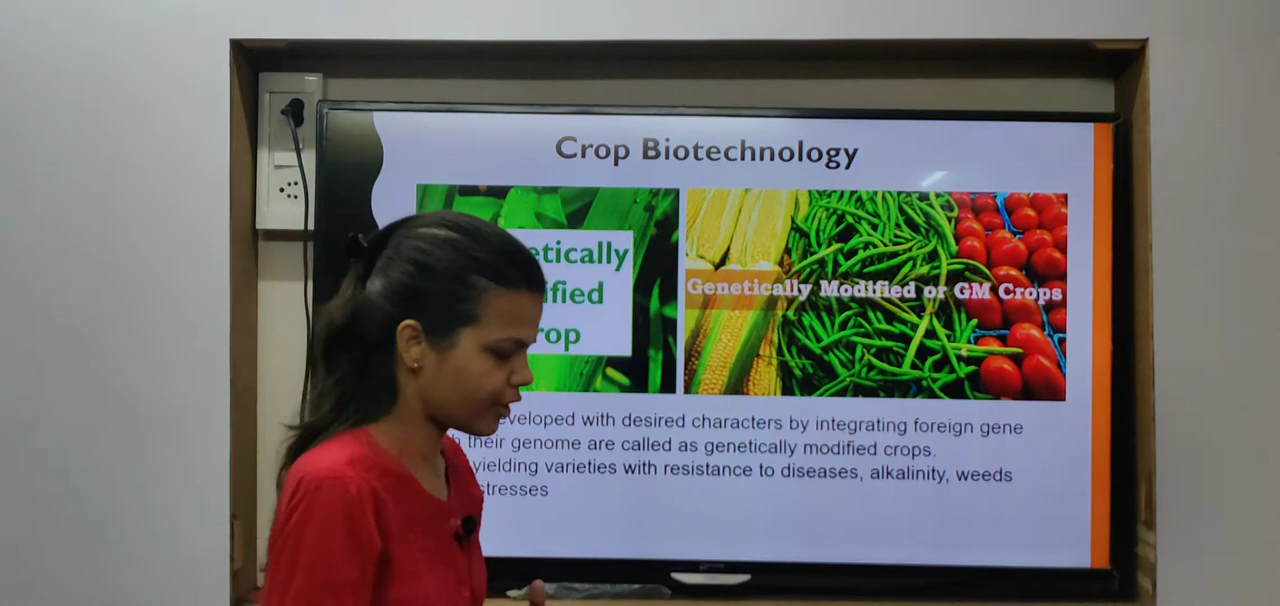 Crop Biotechnology
etically
ified
rop
Genetically Modified or GM Crops
eveloped with desired characters by integrating foreign gene
h their genome are called as genetically modified crops.
yielding varieties with resistance to diseases, alkalinity, weeds
stresses